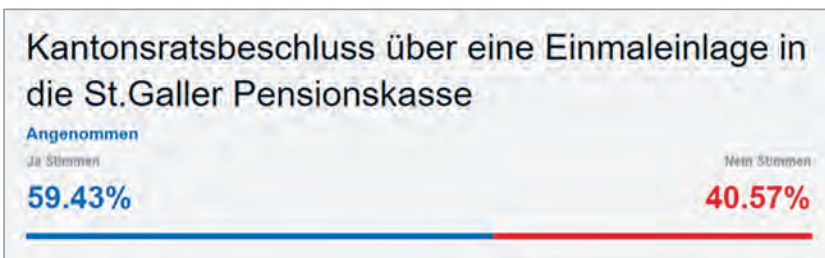 Kantonsratsbeschluss über eine Einmaleinlage in
die St.Galler Pensionskasse
Angenommen
Ja Stimmen
Nein Stimmen
59.43%
40.57%